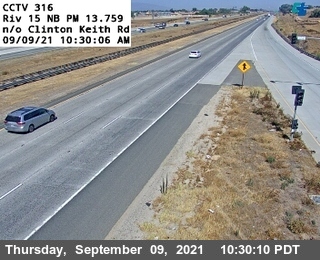 CCTV 316
Riv 15 NB PM 13.759
n/o Clinton Keith Rd
09/09/21 10:30:06 AM
Thursday, September 09, 2021 10:30:10 PDT